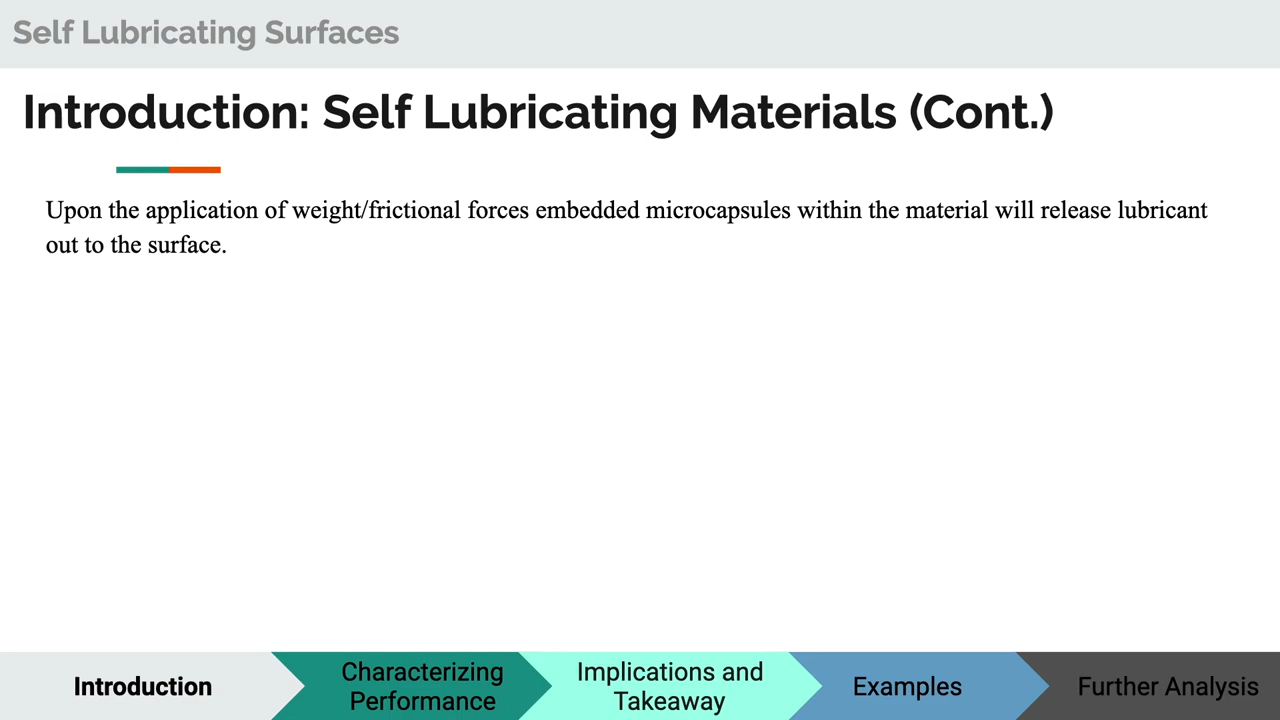 Self Lubricating Surfaces
Introduction: Self Lubricating Materials (Cont.)
Upon the application of weight/frictional forces embedded microcapsules within the material will release lubricant
out to the surface.
Introduction
Characterizing
Performance
Implications and
Takeaway
Examples
Further Analysis